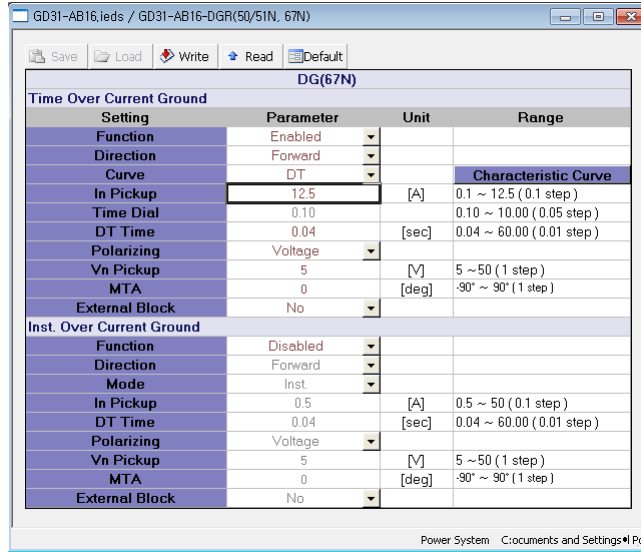 GD31-AB16,ieds / GD31-AB16-DGR(50/51N, 67N)
Save Load Write Read Default
DG(67N)
Time Over Current Ground
Setting Parameter Unit Range
Function Enabled
Direction Forward
Curve DT Characteristic Curve
In Pickup 12.5 [A] 0.1 ~ 12.5 ( 0.1 step )
Time Dial 0.10 0.10 ~ 10.00 ( 0.05 step )
DT Time 0.04 [sec] 0.04 ~ 60.00 ( 0.01 step )
Polarizing Voltage
Vn Pickup 5 [V] 5 ~50 ( 1 step )
MTA 0 [deg] -90° ~ 90° ( 1 step )
External Block No
Inst. Over Current Ground
Function Disabled
Direction Forward
Mode Inst.
In Pickup 0.5 [A] 0.5 ~ 50 ( 0.1 step )
DT Time 0.04 [sec] 0.04 ~ 60.00 ( 0.01 step )
Polarizing Voltage
Vn Pickup 5 [V] 5 ~50 ( 1 step )
MTA 0 [deg] -90° ~ 90° ( 1 step )
External Block No
Power System C:ocuments and Settings